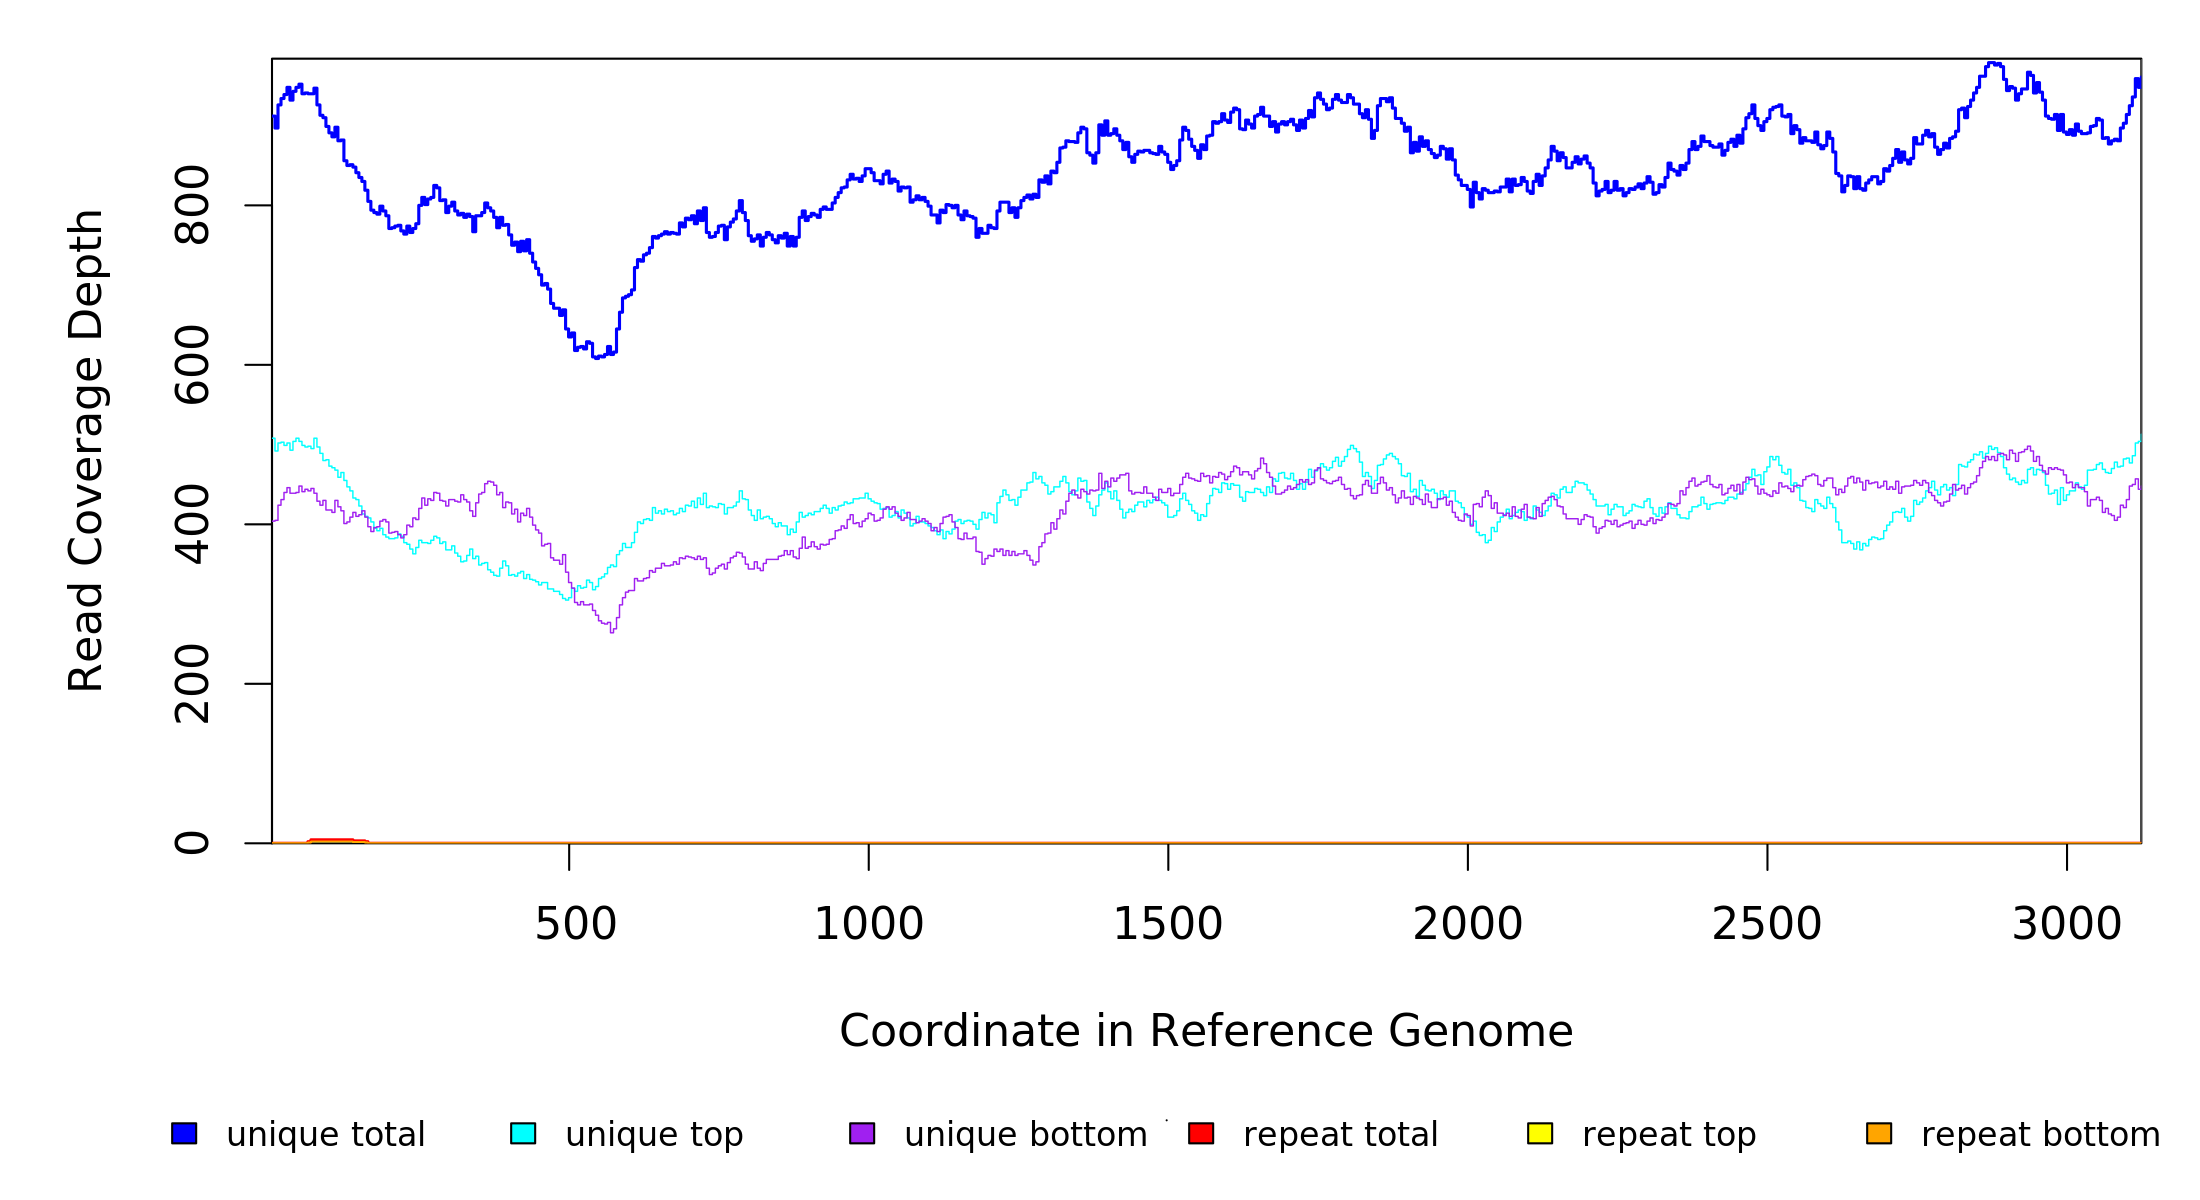 Read Coverage Depth
800
600
400
200
0
500 1000 1500 2000 2500 3000
Coordinate in Reference Genome
unique total unique top unique bottom repeat total repeat top repeat bottom